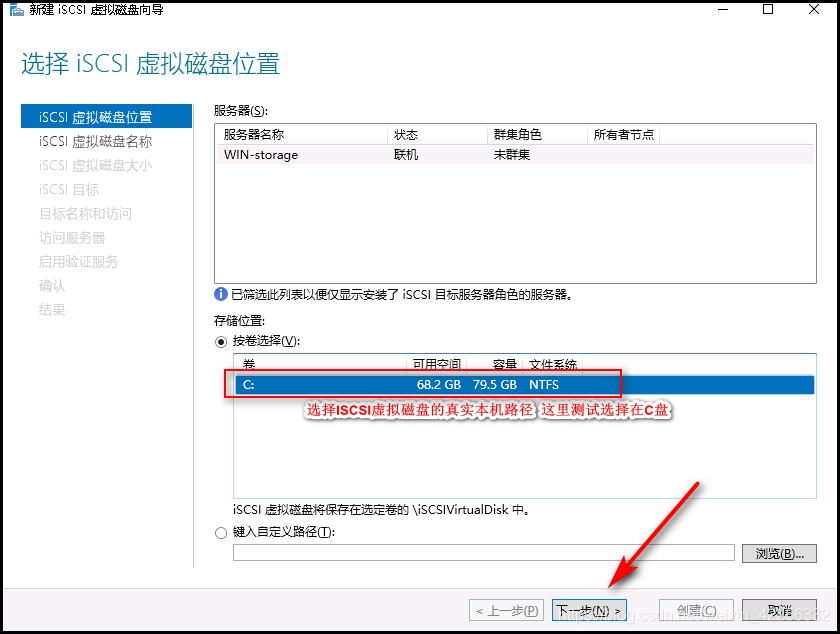 新建 iSCSI 虚拟磁盘向导
选择 iSCSI 虚拟磁盘位置
iSCSI 虚拟磁盘位置
iSCSI 虚拟磁盘名称
iSCSI 虚拟磁盘大小
iSCSI 目标
目标名称和访问
访问服务器
启用验证服务
确认
结果
服务器(S):
服务器名称 状态 群集角色 所有者节点
WIN-storage 联机 未群集
已筛选此列表以便仅显示安装了 iSCSI 目标服务器角色的服务器。
存储位置:
按卷选择(V):
卷 可用空间 容量 文件系统
C: 68.2 GB 79.5 GB NTFS
选择ISCSI虚拟磁盘的真实本机路径 这里测试选择在C盘
iSCSI 虚拟磁盘将保存在选定卷的 \iSCSIVirtualDisk 中。
键入自定义路径(T):
浏览(B)...
< 上一步(P) 下一步(N) > 创建(C) 取消